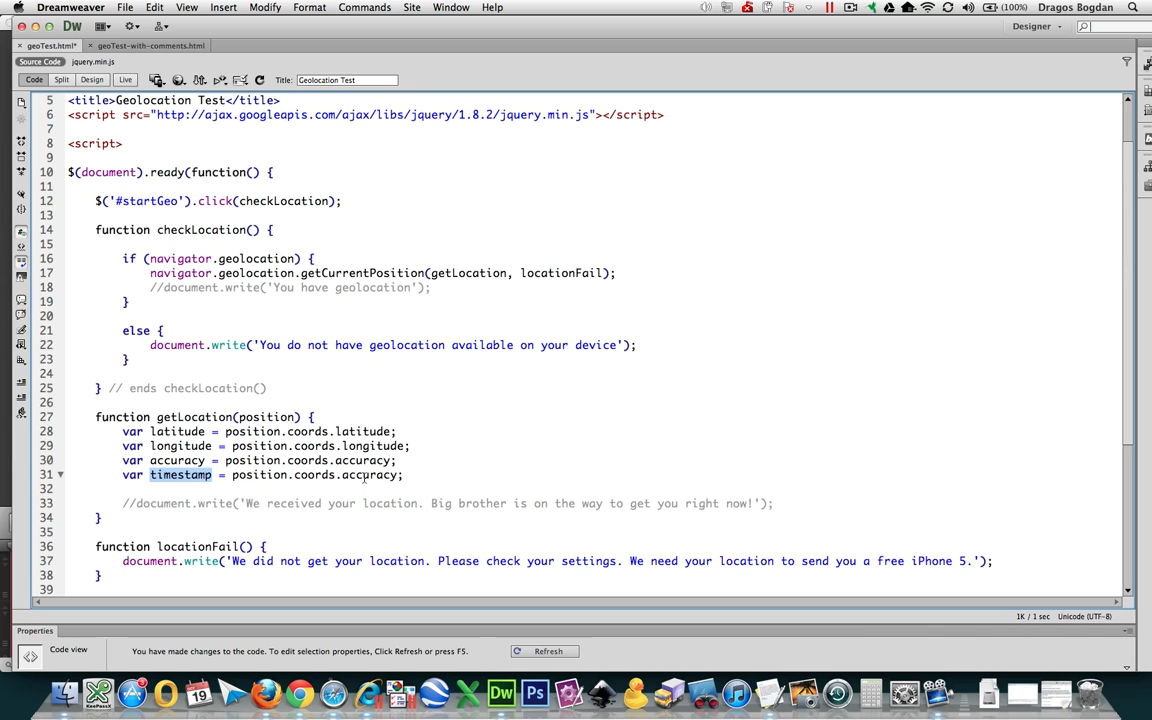 Dreamweaver File Edit View Insert Modify Format Commands Site Window Help (100%) Dragos Bogdan
Dw Designer
geoTest.html* geoTest-with-comments.html
Source Code jquery.min.js
Code Split Design Live Title: Geolocation Test
5 <title>Geolocation Test</title>
6 <script src="http://ajax.googleapis.com/ajax/libs/jquery/1.8.2/jquery.min.js"></script>
7
8 <script>
9
10 $(document).ready(function() {
11
12 $('#startGeo').click(checkLocation);
13
14 function checkLocation() {
15
16 if (navigator.geolocation) {
17 navigator.geolocation.getCurrentPosition(getLocation, locationFail);
18 //document.write('You have geolocation');
19 }
20
21 else {
22 document.write('You do not have geolocation available on your device');
23 }
24
25 } // ends checkLocation()
26
27 function getLocation(position) {
28 var latitude = position.coords.latitude;
29 var longitude = position.coords.longitude;
30 var accuracy = position.coords.accuracy;
31 var timestamp = position.coords.accuracy;
32
33 //document.write('We received your location. Big brother is on the way to get you right now!');
34 }
35
36 function locationFail() {
37 document.write('We did not get your location. Please check your settings. We need your location to send you a free iPhone 5.');
38 }
39
1K / 1 sec Unicode (UTF-8)
Properties
Code view You have made changes to the code. To edit selection properties, Click Refresh or press F5. Refresh
19 Dw Ps